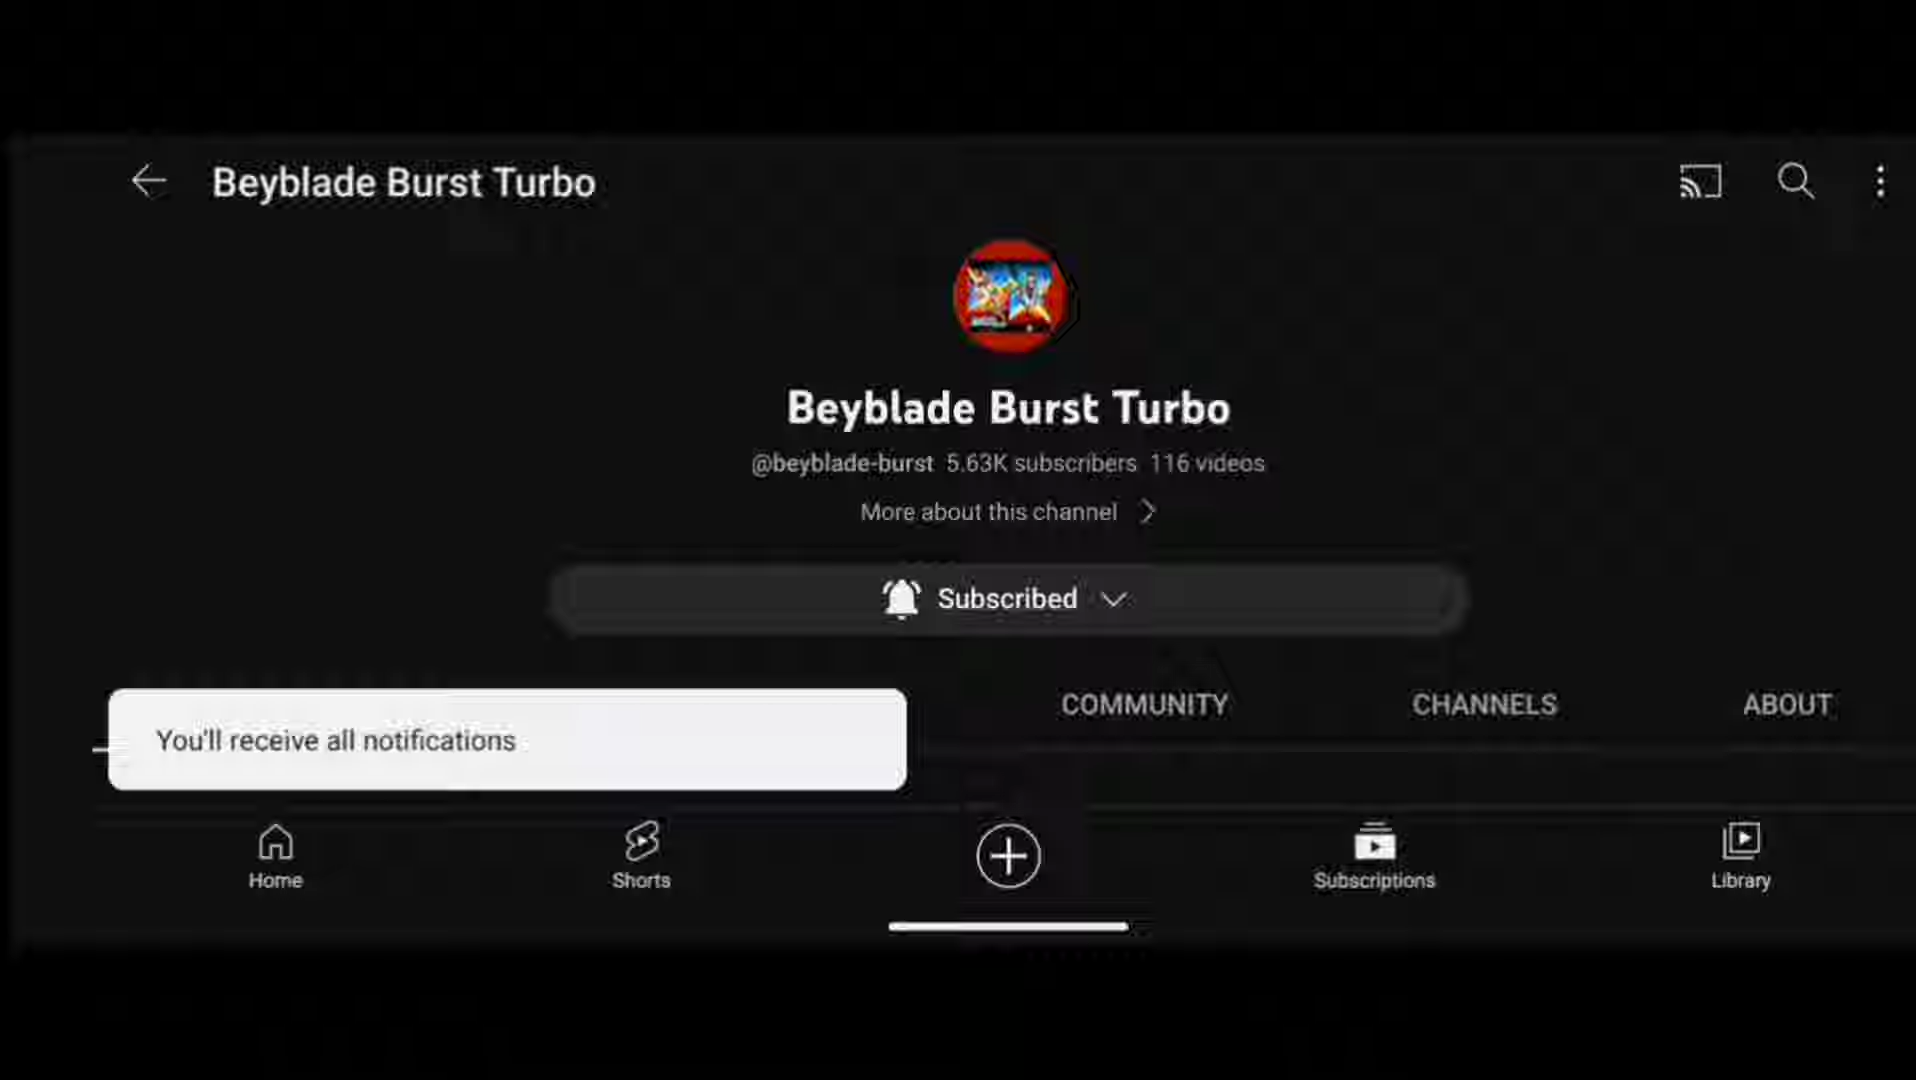 Beyblade Burst Turbo
Beyblade Burst Turbo
@beyblade-burst 5.63K subscribers 116 videos
More about this channel
Subscribed
COMMUNITY CHANNELS ABOUT
You'll receive all notifications
Home Shorts Subscriptions Library